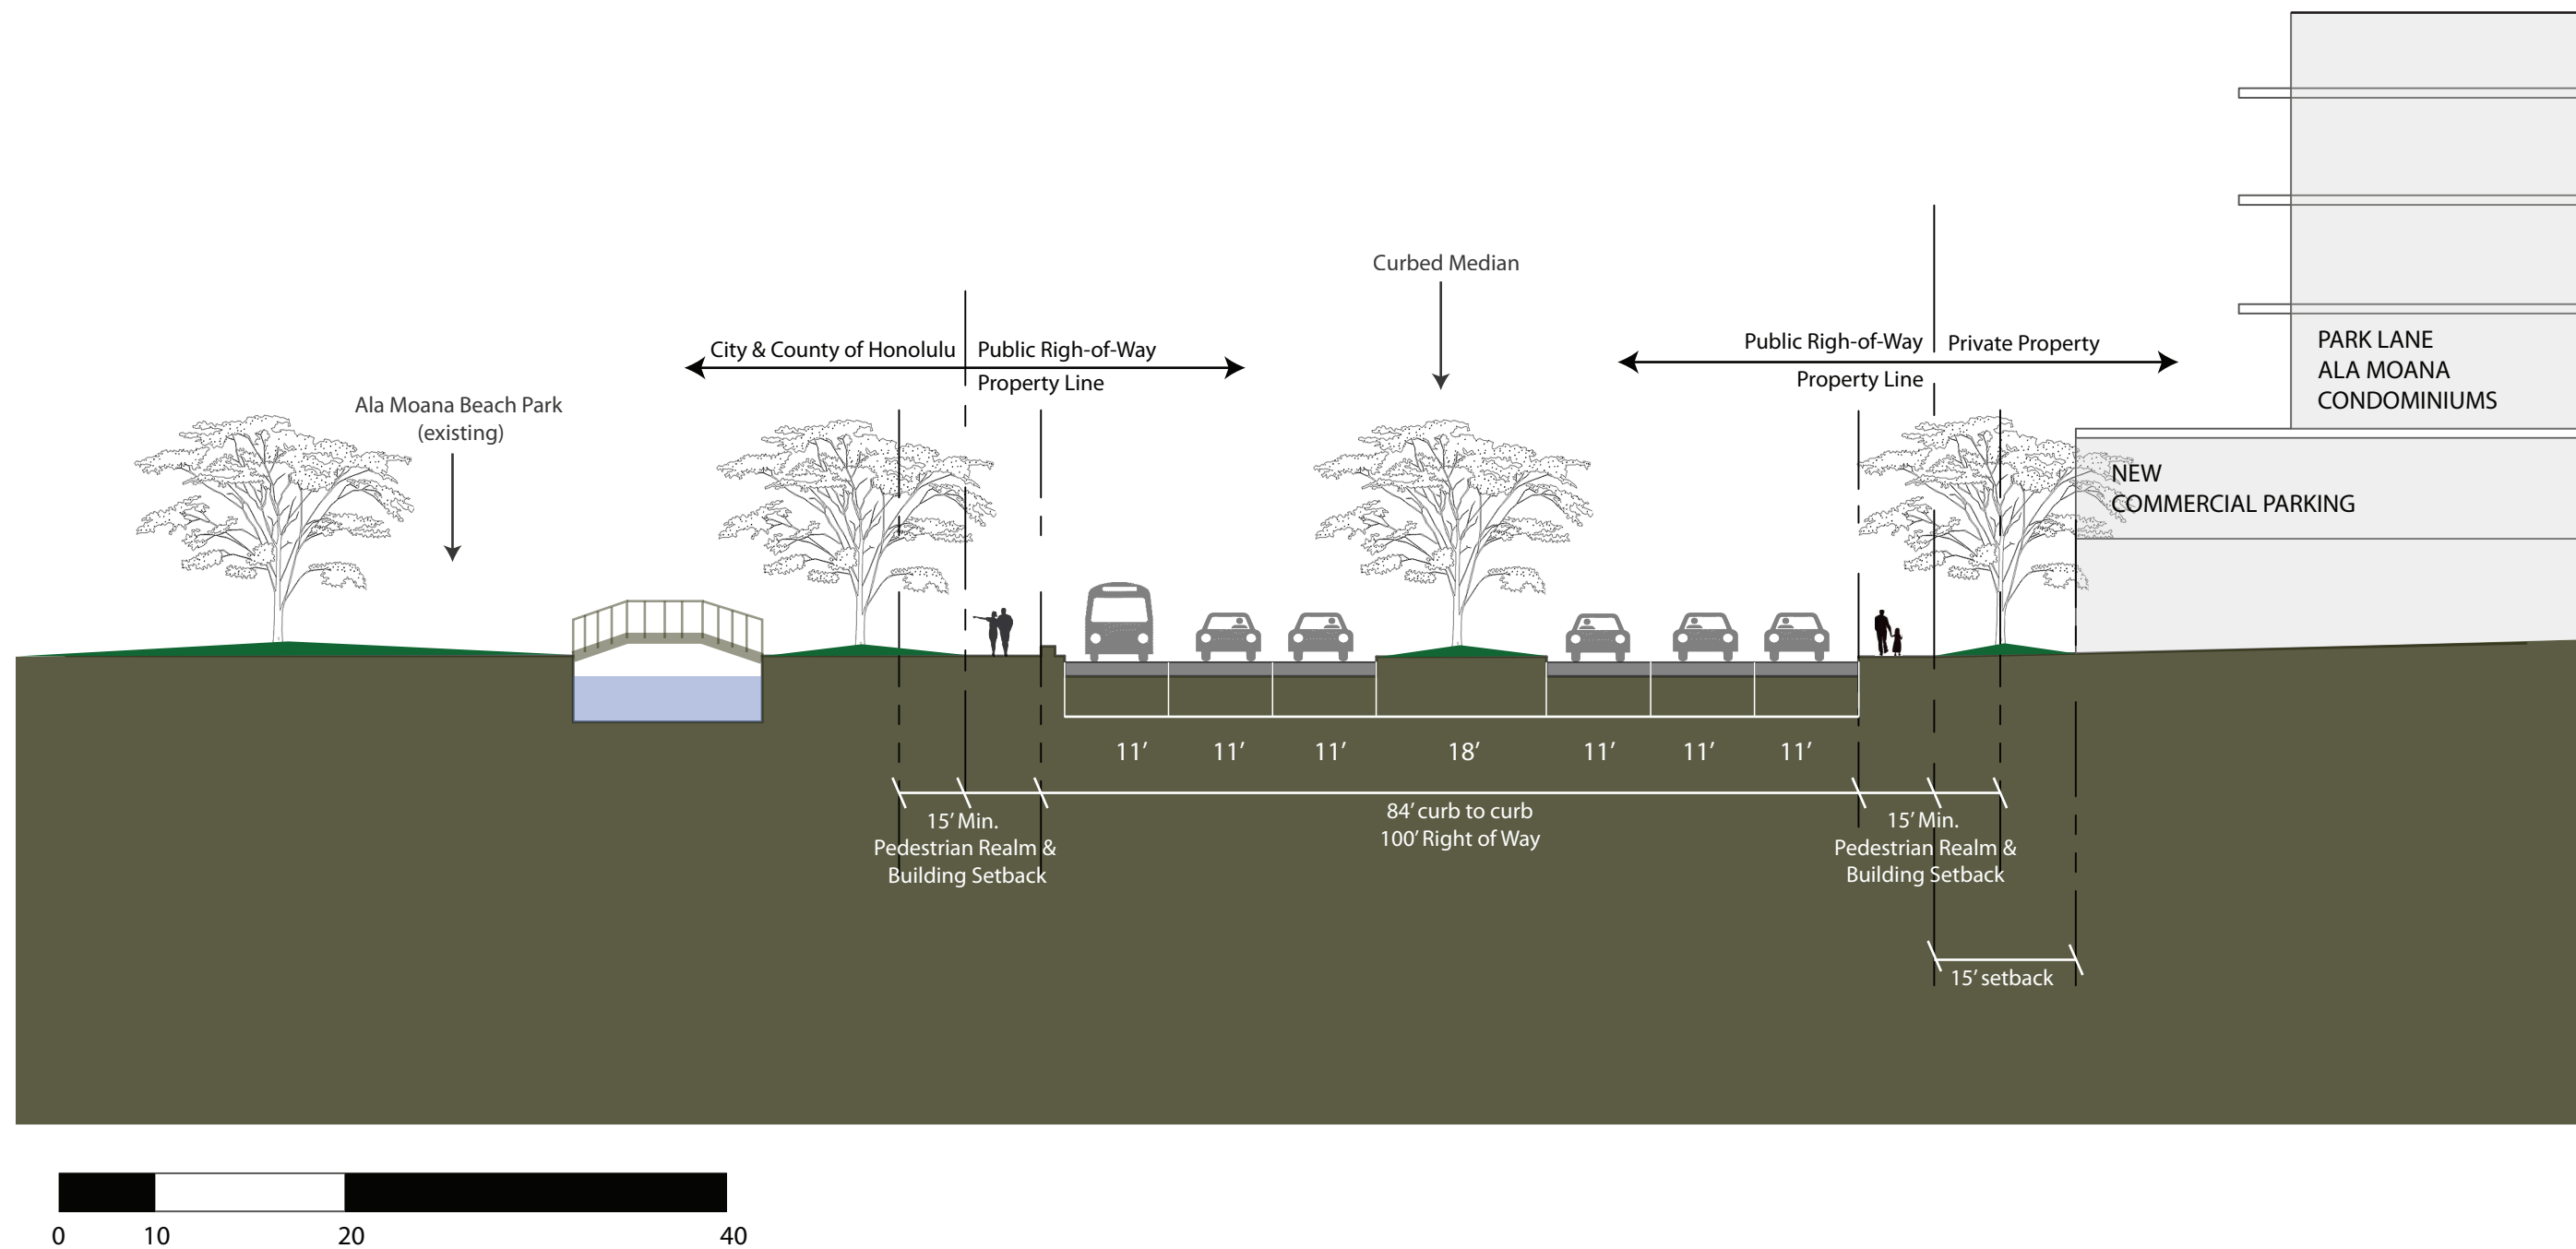 Curbed Median
City & County of Honolulu
Public Righ-of-Way
Property Line
Public Righ-of-Way
Private Property
Property Line
PARK LANE
ALA MOANA
CONDOMINIUMS
Ala Moana Beach Park
(existing)
NEW
COMMERCIAL PARKING
11’
11’
11’
18’
11’
11’
11’
15’ Min.
Pedestrian Realm &
Building Setback
84’ curb to curb
100’ Right of Way
15’ Min.
Pedestrian Realm &
Building Setback
15’ setback
0
10
20
40